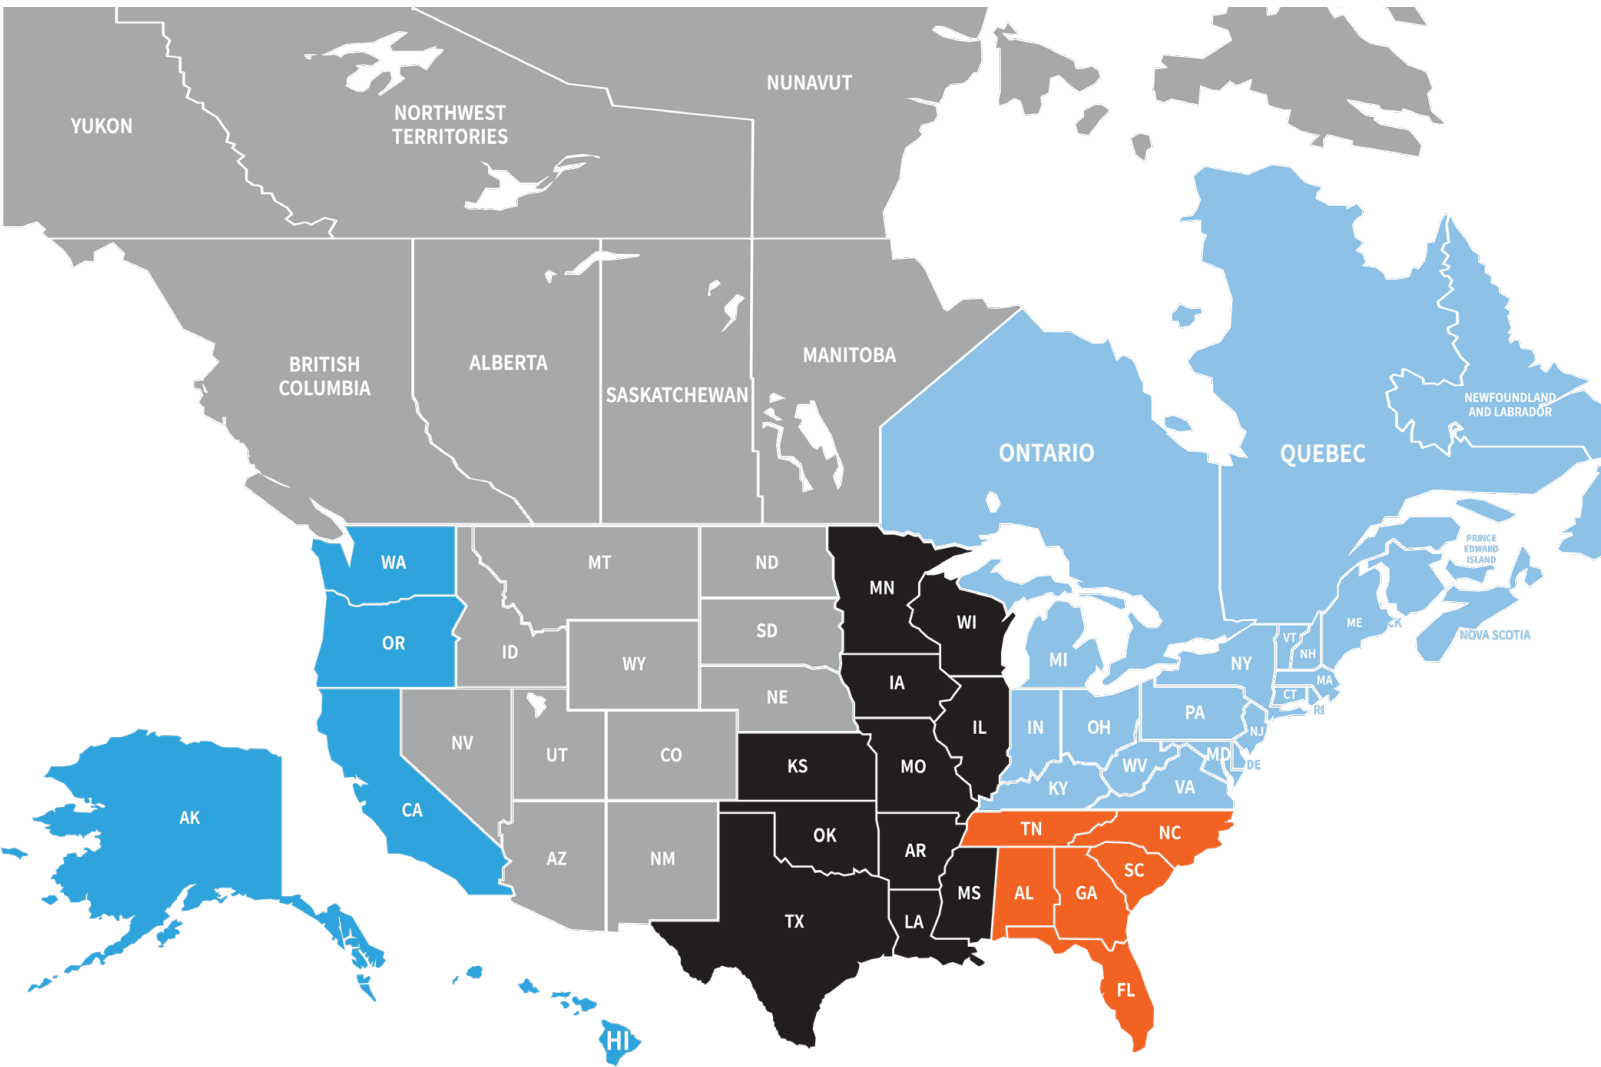 NUNAVUT
YUKON
NORTHWEST
TERRITORIES
BRITISH
COLUMBIA
ALBERTA
SASKATCHEWAN
MANITOBA
ONTARIO
QUEBEC
NEWFOUNDLAND
AND LABRADOR
PRINCE
EDWARD
ISLAND
NOVA SCOTIA
CK
WA
MT
ND
MN
OR
ID
WY
SD
WI
MI
NY
VT
NH
ME
MA
CT
RI
NE
IA
NV
UT
CO
KS
MO
IL
IN
OH
PA
NJ
MD
DE
WV
VA
KY
CA
AZ
NM
OK
AR
TN
NC
SC
MS
AL
GA
TX
LA
FL
AK
HI